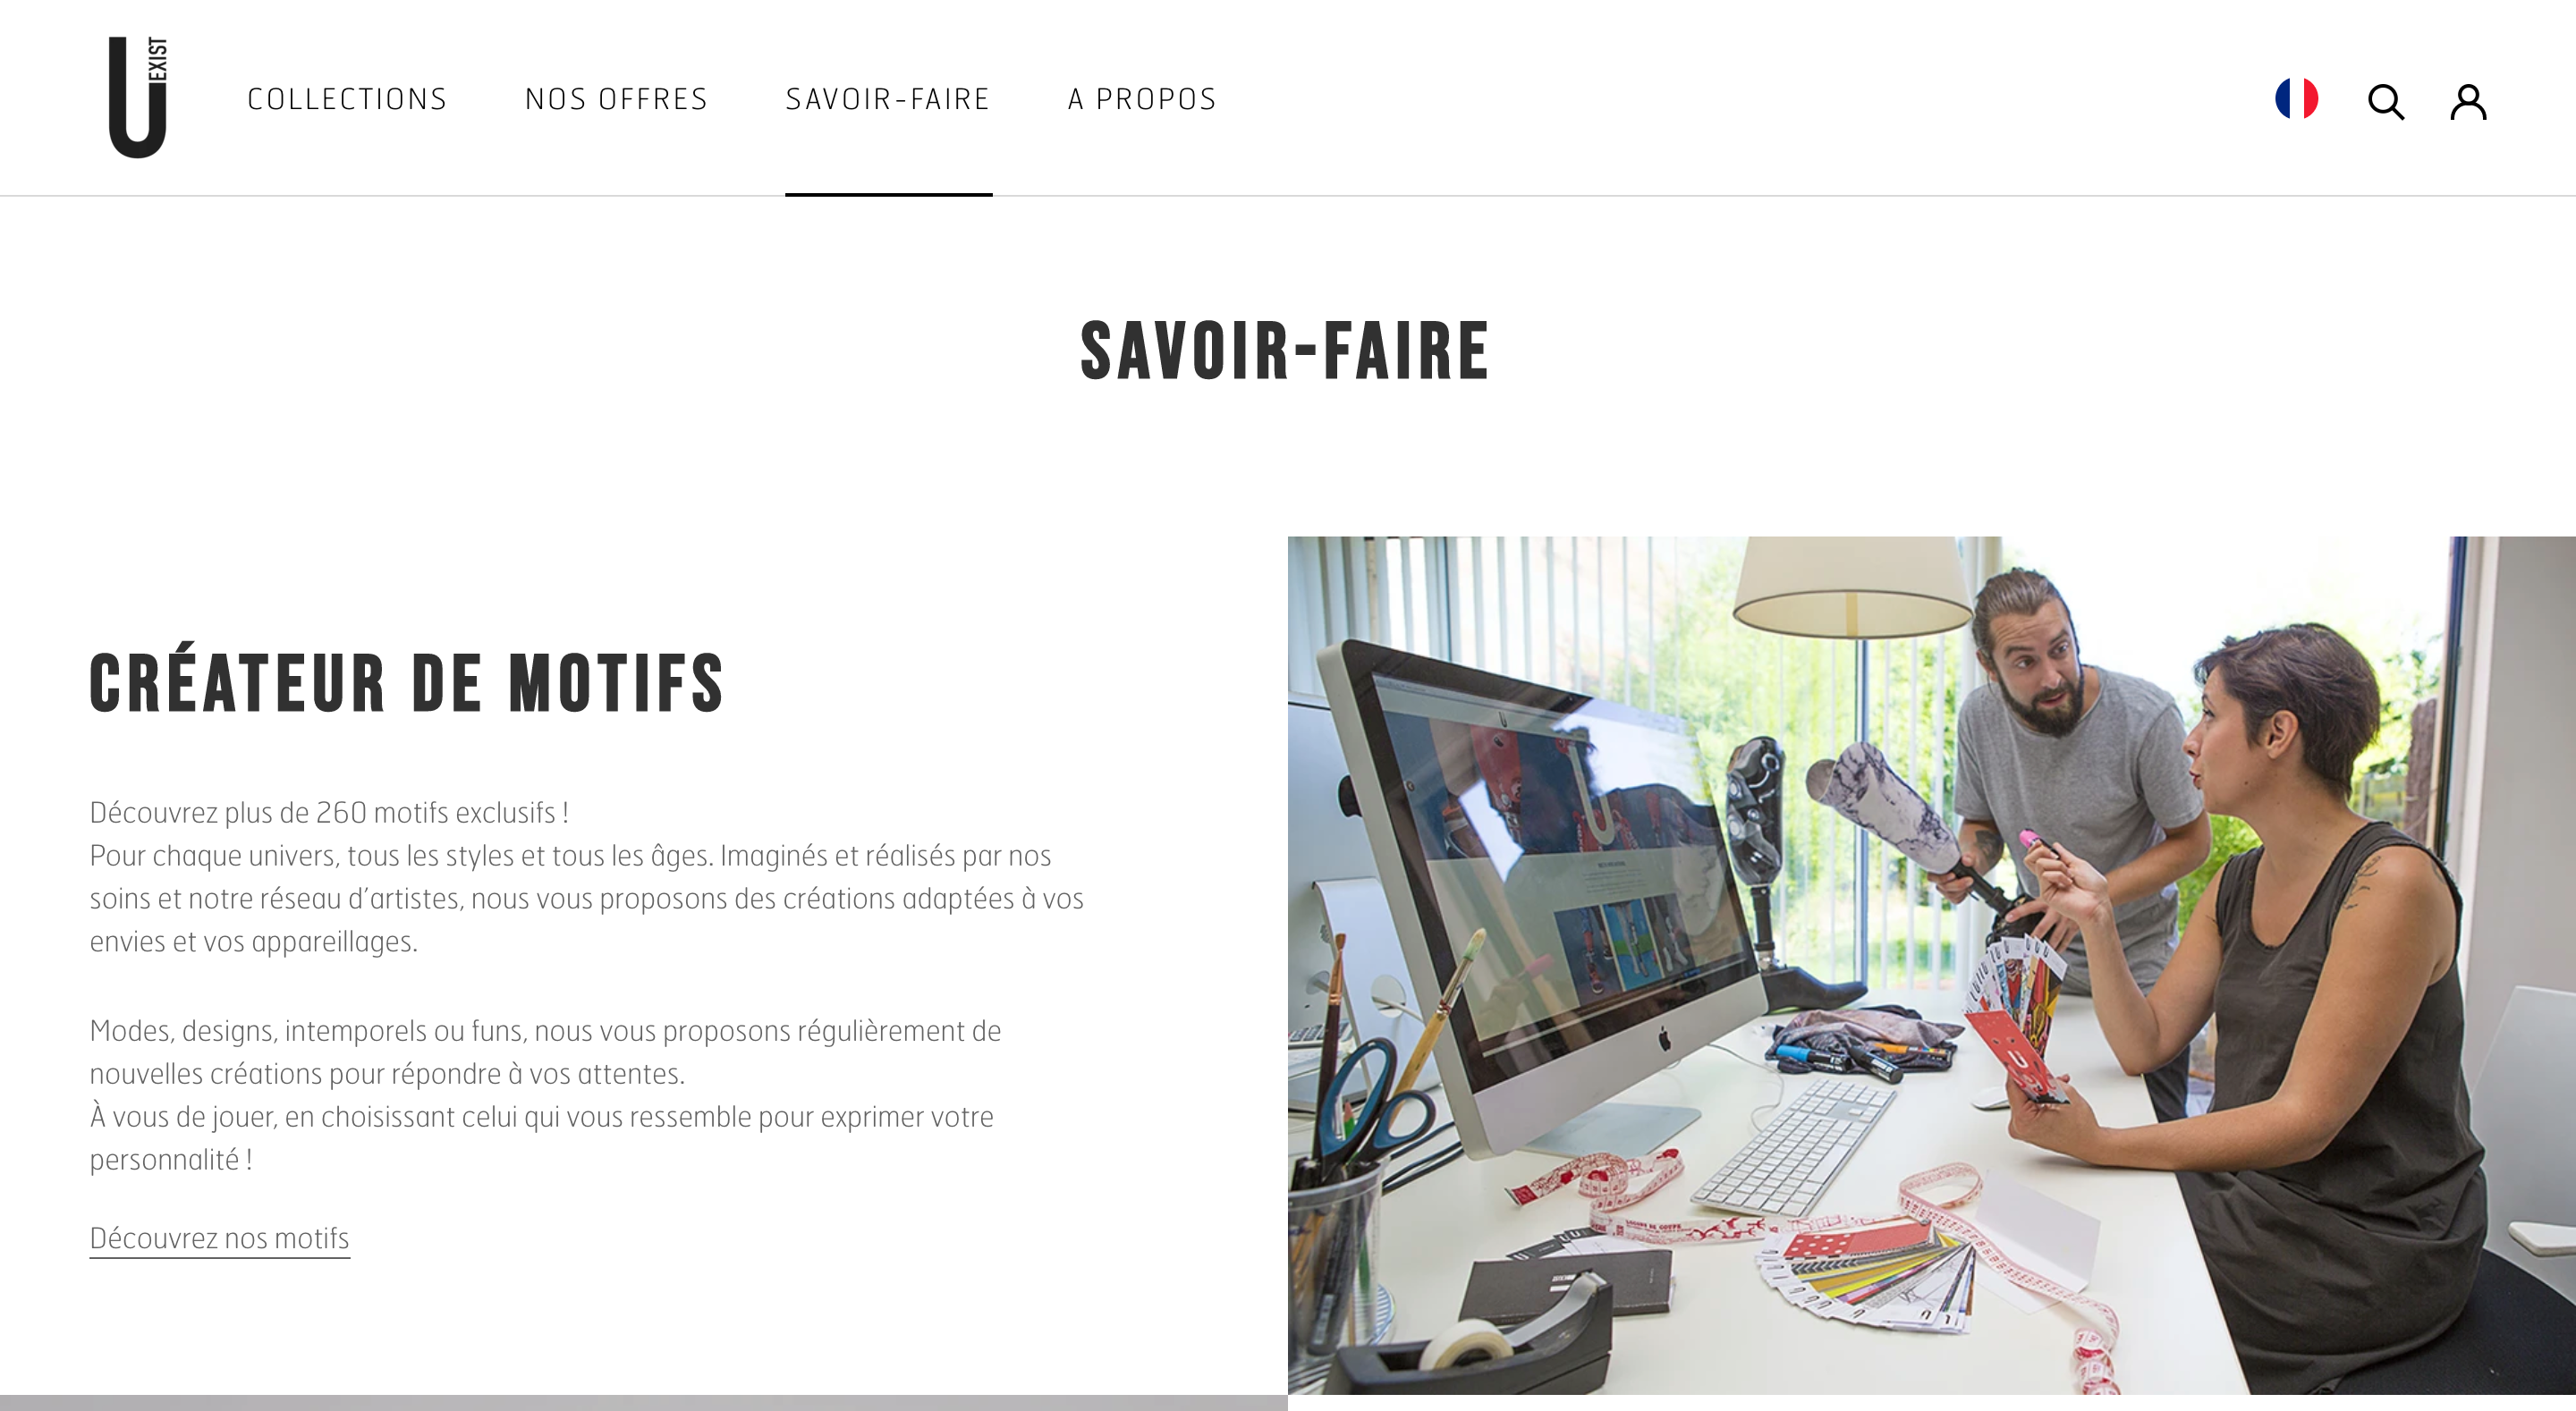 U EXIST
COLLECTIONS
NOS OFFRES
SAVOIR-FAIRE
A PROPOS
SAVOIR-FAIRE
CRÉATEUR DE MOTIFS
Découvrez plus de 260 motifs exclusifs !
Pour chaque univers, tous les styles et tous les âges. Imaginés et réalisés par nos
soins et notre réseau d’artistes, nous vous proposons des créations adaptées à vos
envies et vos appareillages.
Modes, designs, intemporels ou funs, nous vous proposons régulièrement de
nouvelles créations pour répondre à vos attentes.
À vous de jouer, en choisissant celui qui vous ressemble pour exprimer votre
personnalité !
Découvrez nos motifs